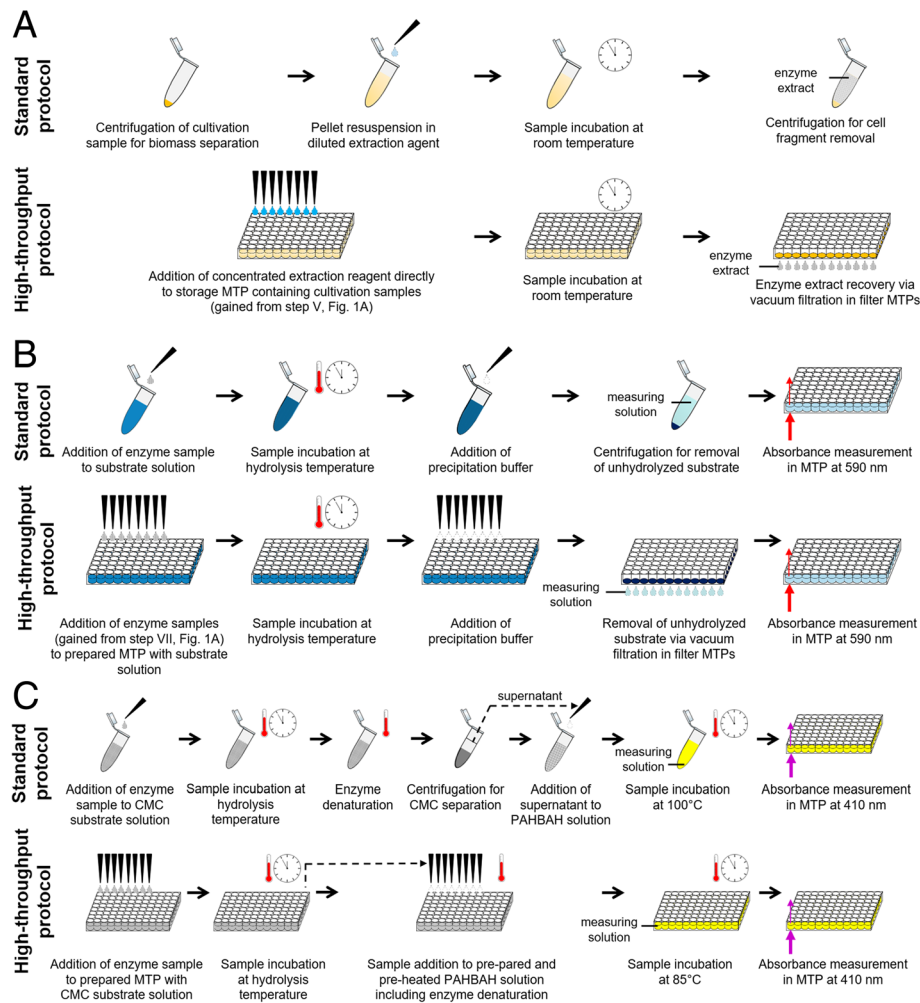 A
Standard
protocol
Centrifugation of cultivation
sample for biomass separation
Pellet resuspension in
diluted extraction agent
Sample incubation at
room temperature
enzyme
extract
Centrifugation for cell
fragment removal
High-throughput
protocol
Addition of concentrated extraction reagent directly
to storage MTP containing cultivation samples
(gained from step V, Fig. 1A)
Sample incubation at
room temperature
enzyme
extract
Enzyme extract recovery via
vacuum filtration in filter MTPs
B
Standard
protocol
Addition of enzyme sample
to substrate solution
Sample incubation at
hydrolysis temperature
Addition of
precipitation buffer
measuring
solution
Centrifugation for removal
of unhydrolyzed substrate
Absorbance measurement
in MTP at 590 nm
High-throughput
protocol
Addition of enzyme samples
(gained from step VII, Fig. 1A)
to prepared MTP with substrate
solution
Sample incubation at
hydrolysis temperature
Addition of
precipitation buffer
measuring
solution
Removal of unhydrolyzed
substrate via vacuum
filtration in filter MTPs
Absorbance measurement
in MTP at 590 nm
C
Standard
protocol
Addition of enzyme
sample to CMC
substrate solution
Sample incubation at
hydrolysis
temperature
Enzyme
denaturation
supernatant
Centrifugation for
CMC separation
Addition of
supernatant to
PAHBAH solution
measuring
solution
Sample incubation
at 100°C
Absorbance measurement
in MTP at 410 nm
High-throughput
protocol
Addition of enzyme sample
to prepared MTP with
CMC substrate solution
Sample incubation
at hydrolysis
temperature
Sample addition to pre-pared and
pre-heated PAHBAH solution
including enzyme denaturation
measuring
solution
Sample incubation
at 85°C
Absorbance measurement
in MTP at 410 nm